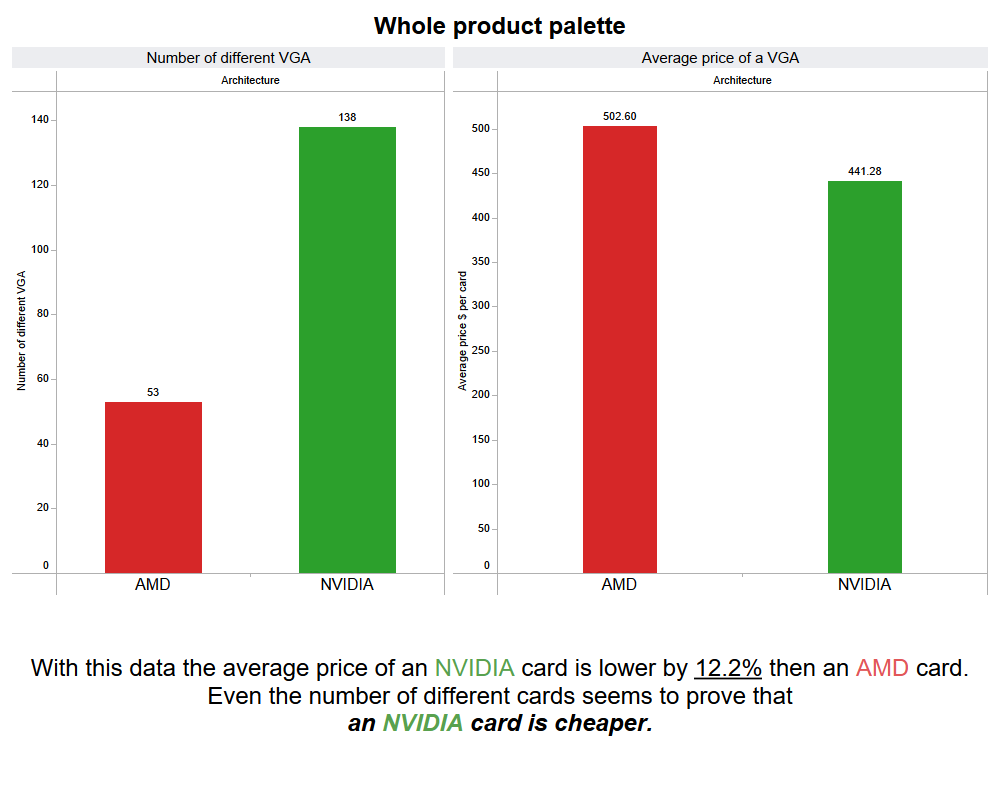 Whole product palette
Number of different VGA
Architecture
Number of different VGA
140
120
100
80
60
40
20
0
53
138
AMD
NVIDIA
Average price of a VGA
Architecture
Average price $ per card
500
450
400
350
300
250
200
150
100
50
0
502.60
441.28
AMD
NVIDIA
With this data the average price of an NVIDIA card is lower by 12.2% then an AMD card.
Even the number of different cards seems to prove that
an NVIDIA card is cheaper.